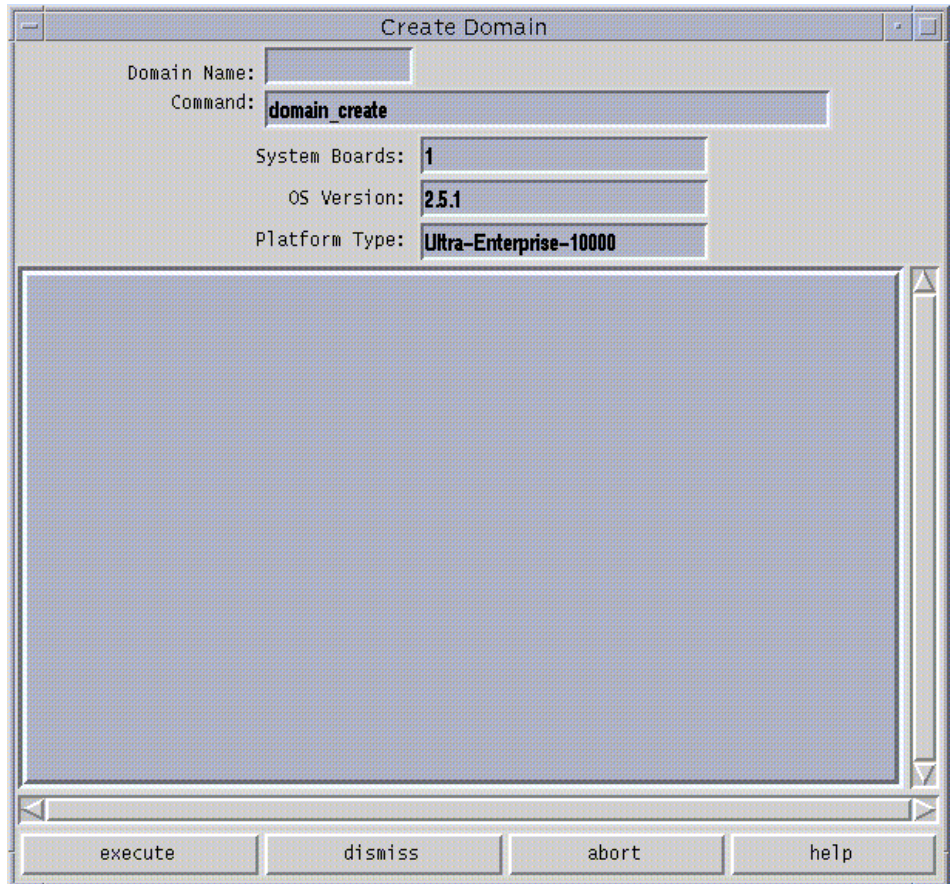 Create Domain
Domain Name:
Command: domain_create
System Boards: 1
OS Version: 2.5.1
Platform Type: Ultra-Enterprise-10000
execute dismiss abort help